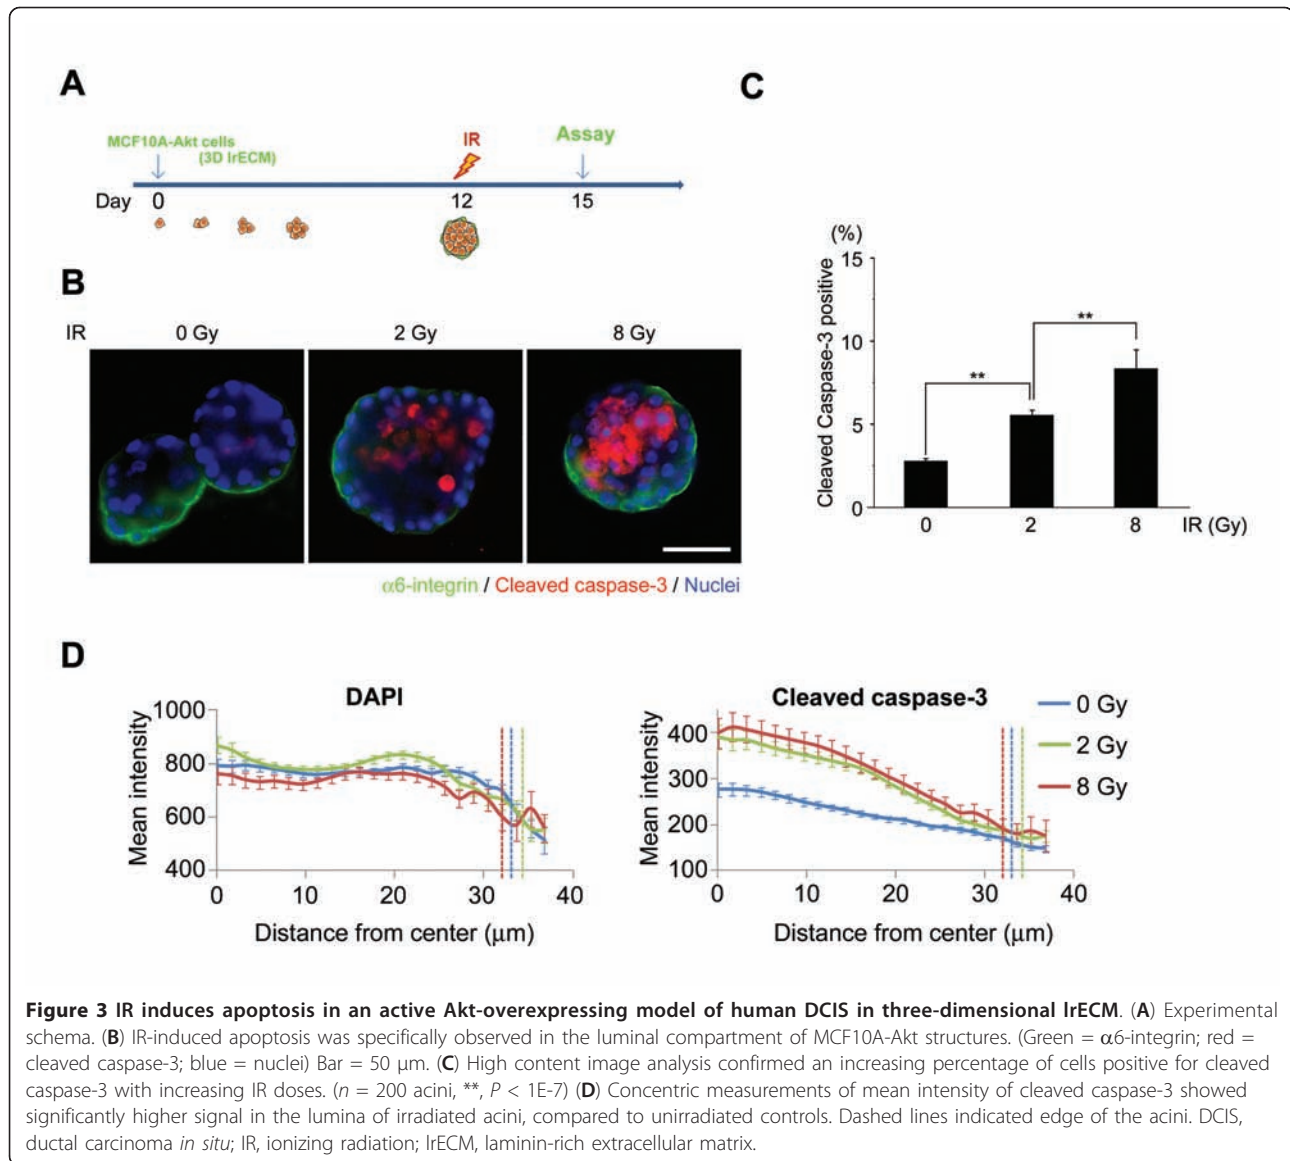 A
MCF10A-Akt cells
(3D lrECM)
IR
Assay
Day 0 12 15
B
IR 0 Gy 2 Gy 8 Gy
α6-integrin / Cleaved caspase-3 / Nuclei
C
(%)
Cleaved Caspase-3 positive
15
10
5
0
**
**
0 2 8 IR (Gy)
D
DAPI
Mean intensity
1000
800
600
400
0 10 20 30 40
Distance from center (μm)
Cleaved caspase-3
Mean intensity
400
300
200
100
0 10 20 30 40
Distance from center (μm)
0 Gy
2 Gy
8 Gy
Figure 3 IR induces apoptosis in an active Akt-overexpressing model of human DCIS in three-dimensional lrECM. (A) Experimental
schema. (B) IR-induced apoptosis was specifically observed in the luminal compartment of MCF10A-Akt structures. (Green = α6-integrin; red =
cleaved caspase-3; blue = nuclei) Bar = 50 μm. (C) High content image analysis confirmed an increasing percentage of cells positive for cleaved
caspase-3 with increasing IR doses. (n = 200 acini, **, P < 1E-7) (D) Concentric measurements of mean intensity of cleaved caspase-3 showed
significantly higher signal in the lumina of irradiated acini, compared to unirradiated controls. Dashed lines indicated edge of the acini. DCIS,
ductal carcinoma in situ; IR, ionizing radiation; lrECM, laminin-rich extracellular matrix.